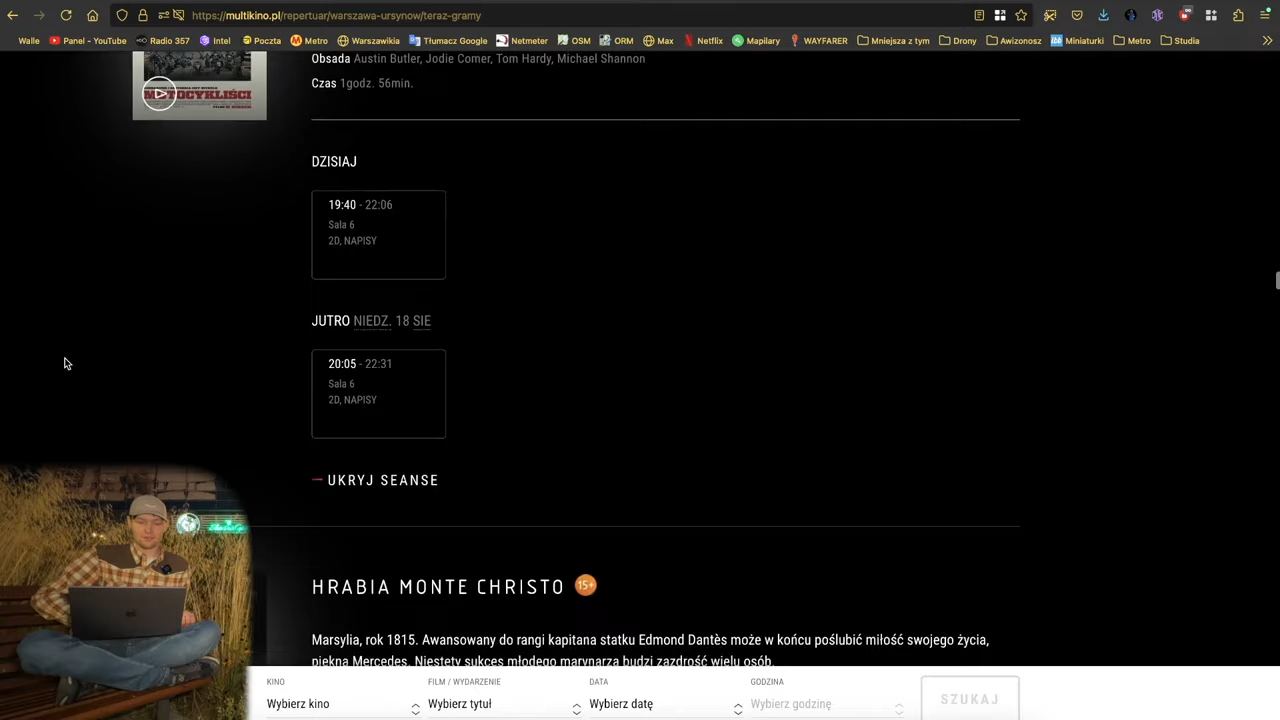 https://multikino.pl/repertuar/warszawa-ursynow/teraz-gramy
Walle Panel - YouTube Radio 357 Intel Poczta Metro Warszawikia Tłumacz Google Netmeter OSM ORM Max Netflix Mapilary WAYFARER Mniejsza z tym Drony Awizonosz Miniaturki Metro Studia
Obsada Austin Butler, Jodie Comer, Tom Hardy, Michael Shannon
MOTOCYKLIŚCI
Czas 1godz. 56min.
DZISIAJ
19:40 - 22:06
Sala 6
2D, NAPISY
JUTRO NIEDZ. 18 SIE
20:05 - 22:31
Sala 6
2D, NAPISY
UKRYJ SEANSE
HRABIA MONTE CHRISTO 15+
Marsylia, rok 1815. Awansowany do rangi kapitana statku Edmond Dantès może w końcu poślubić miłość swojego życia,
piękną Mercedes. Niestety sukces młodego marynarza budzi zazdrość wielu osób.
KINO FILM / WYDARZENIE DATA GODZINA
Wybierz kino Wybierz tytuł Wybierz datę Wybierz godzinę SZUKAJ